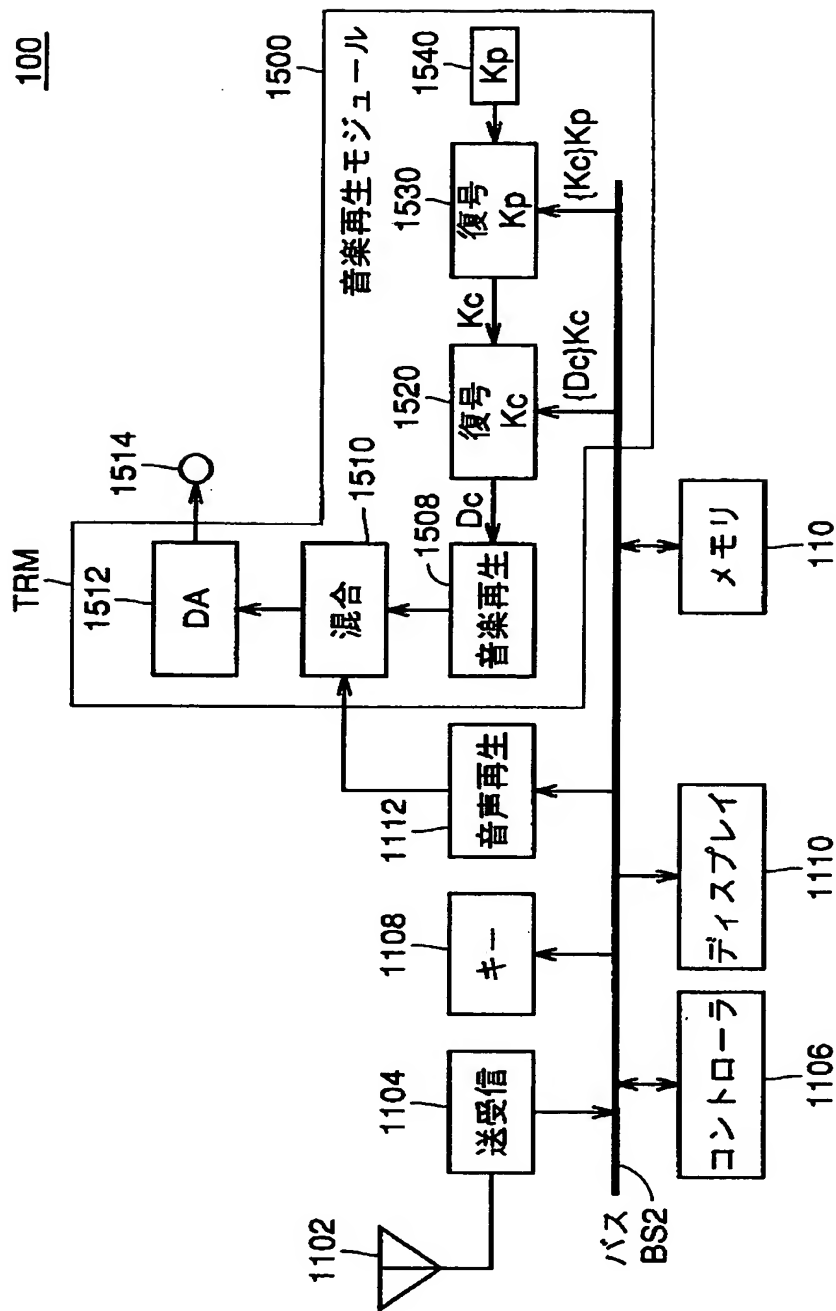 100
TRM
1500
音楽再生モジュール
1512
DA
1514
1510
混合
1508
音楽再生
Dc
1520
復号
Kc
Kc
1530
復号
Kp
1540
Kp
{Dc}Kc
{Kc}Kp
1102
1104
送受信
1108
キー
1112
音声再生
バス
BS2
コントローラ
1106
ディスプレイ
1110
メモリ
110